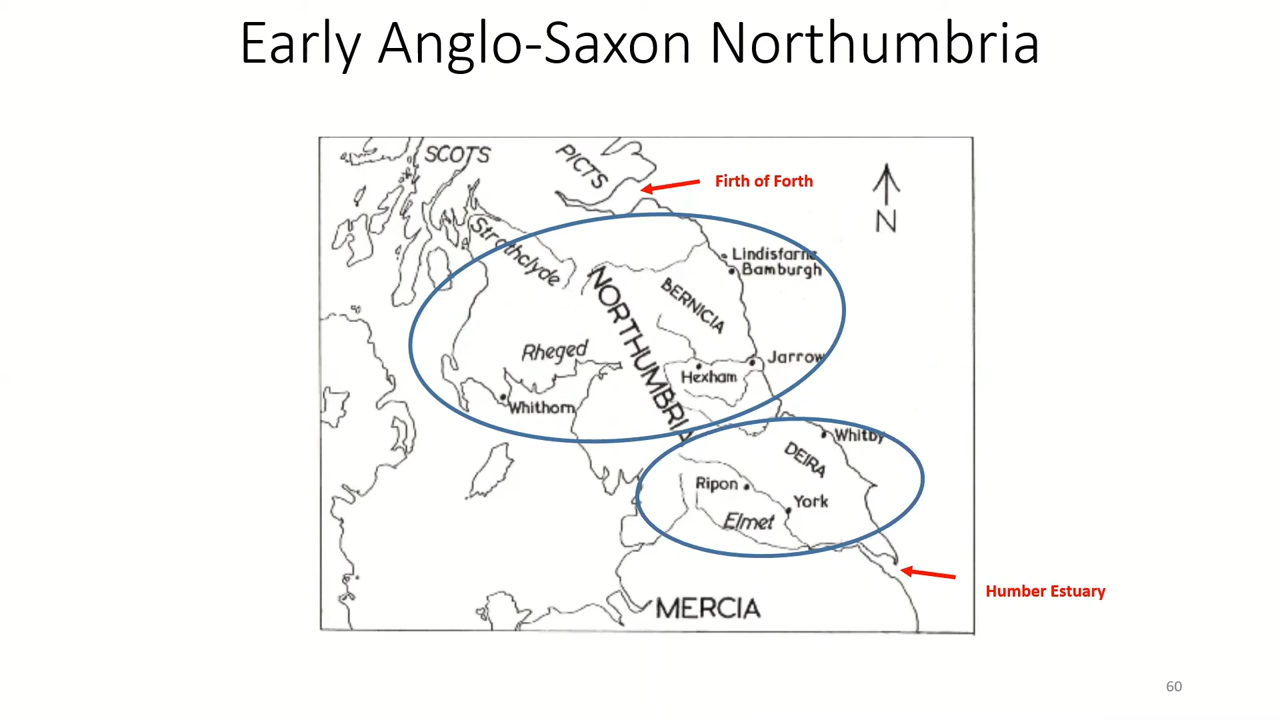 Early Anglo-Saxon Northumbria
SCOTS
PICTS
Firth of Forth
N
Strathclyde
Lindisfarne
Bamburgh
BERNICIA
NORTHUMBRIA
Rheged
Jarrow
Hexham
Whithorn
Whitby
DEIRA
Ripon
York
Elmet
Humber Estuary
MERCIA
60